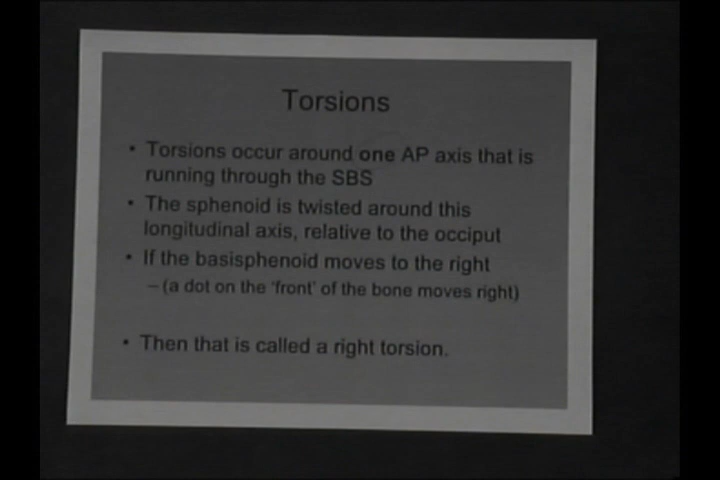 Torsions
• Torsions occur around one AP axis that is
running through the SBS
• The sphenoid is twisted around this
longitudinal axis, relative to the occiput
• If the basisphenoid moves to the right
– (a dot on the 'front' of the bone moves right)
• Then that is called a right torsion.